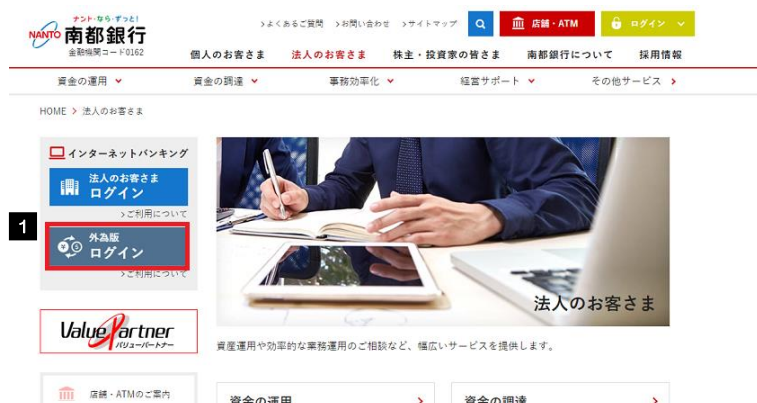 ナント・なら・ずっと!
NANTO 南都銀行
金融機関コード0162
>よくあるご質問 >お問い合わせ >サイトマップ 店舗・ATM ログイン
個人のお客さま 法人のお客さま 株主・投資家の皆さま 南都銀行について 採用情報
資金の運用 資金の調達 事務効率化 経営サポート その他サービス
HOME > 法人のお客さま
インターネットバンキング
法人のお客さま
ログイン
>ご利用について
1
外為版
ログイン
>ご利用について
法人のお客さま
Value Partner
バリューパートナー
資産運用や効率的な業務運用のご相談など、幅広いサービスを提供します。
店舗・ATMのご案内
資金の運用 > 資金の調達 >